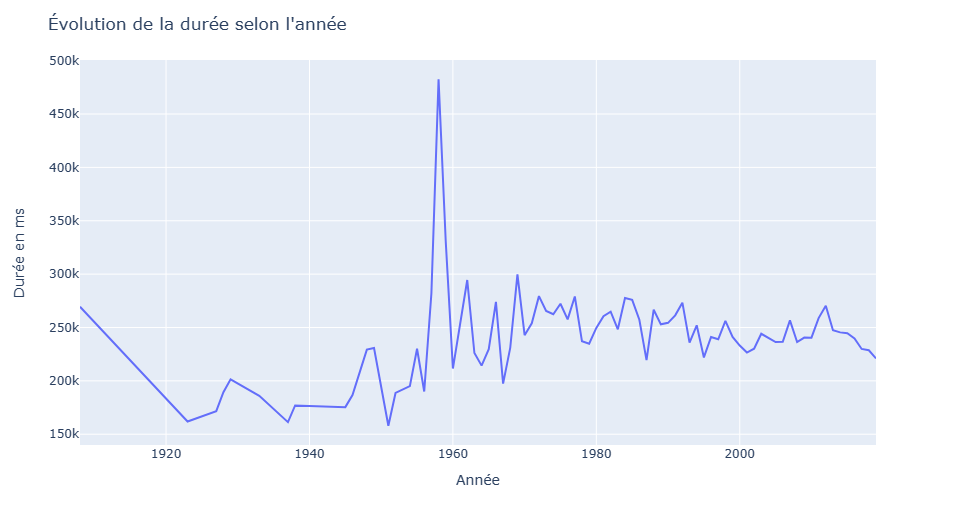 Évolution de la durée selon l'année
500k
450k
400k
350k
300k
250k
200k
150k
Durée en ms
1920 1940 1960 1980 2000
Année